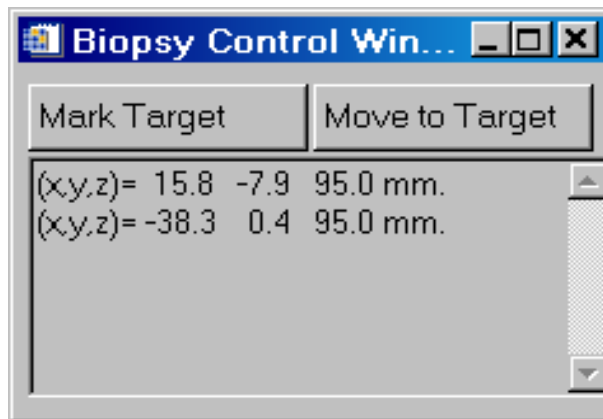 Biopsy Control Win...
Mark Target
Move to Target
(x,y,z)= 15.8 -7.9 95.0 mm.
(x,y,z)= -38.3 0.4 95.0 mm.